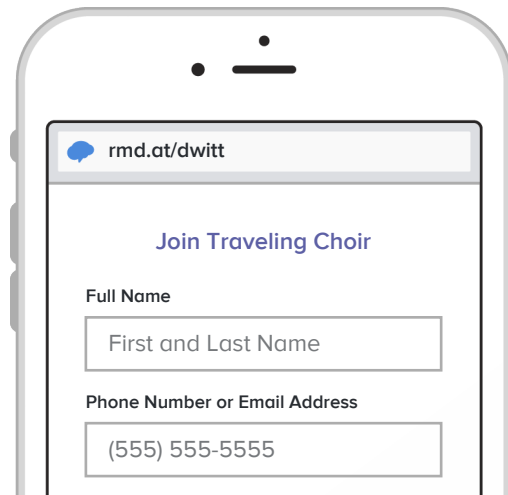 rmd.at/dwitt
Join Traveling Choir
Full Name
First and Last Name
Phone Number or Email Address
(555) 555-5555